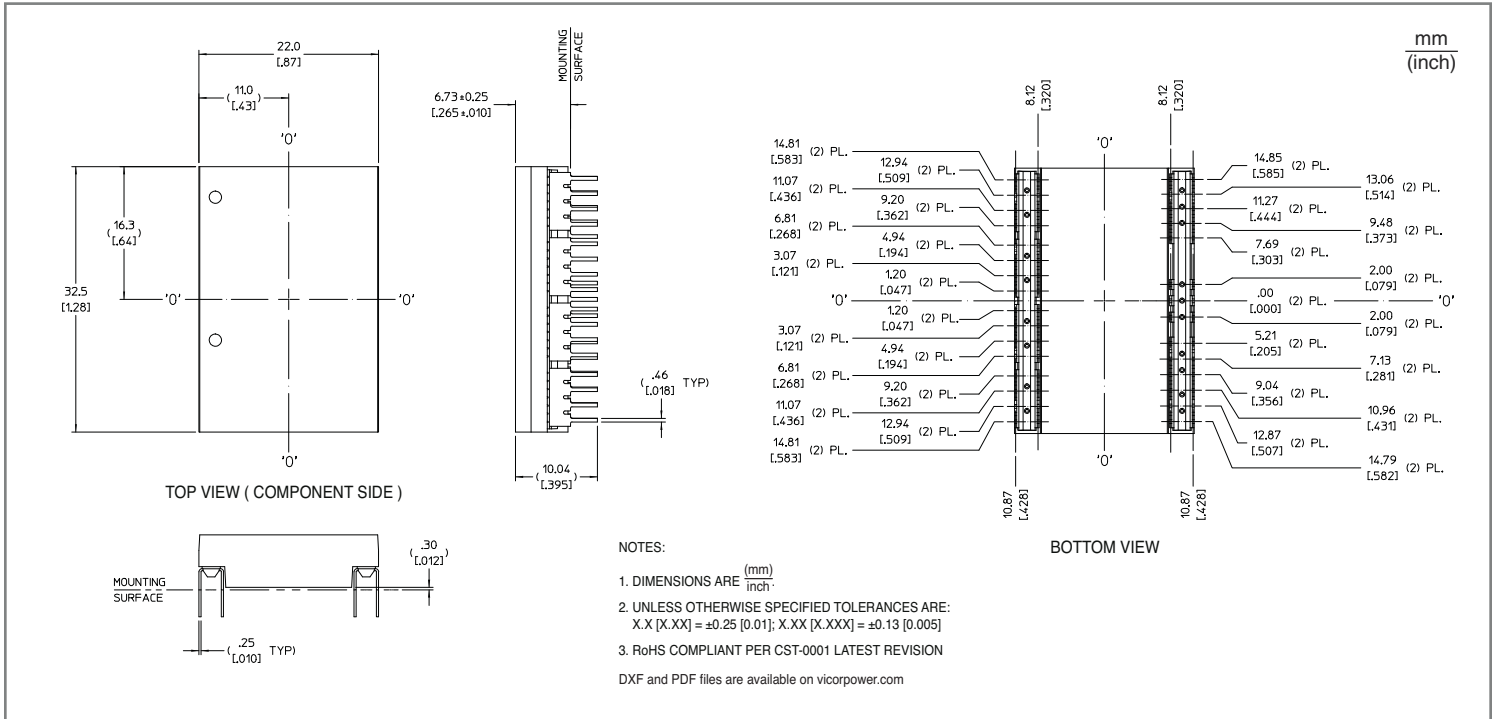 mm
(inch)
22.0
[.87]
(11.0)
([.43])
'0'
(16.3)
([.64])
32.5
[1.28]
'0'
'0'
'0'
TOP VIEW ( COMPONENT SIDE )
MOUNTING
SURFACE
6.73±0.25
[.265±.010]
(.46 TYP)
([.018] TYP)
(10.04)
([.395])
MOUNTING
SURFACE
(.30)
([.012])
(.25 TYP)
([.010] TYP)
8.12
[.320]
8.12
[.320]
'0'
14.81
[.583] (2) PL.
12.94
[.509] (2) PL.
11.07
[.436] (2) PL.
9.20
[.362] (2) PL.
6.81
[.268] (2) PL.
4.94
[.194] (2) PL.
3.07
[.121] (2) PL.
1.20
[.047] (2) PL.
'0'
1.20
[.047] (2) PL.
3.07
[.121] (2) PL.
4.94
[.194] (2) PL.
6.81
[.268] (2) PL.
9.20
[.362] (2) PL.
11.07
[.436] (2) PL.
12.94
[.509] (2) PL.
14.81
[.583] (2) PL.
14.85
[.585] (2) PL.
13.06
[.514] (2) PL.
11.27
[.444] (2) PL.
9.48
[.373] (2) PL.
7.69
[.303] (2) PL.
2.00
[.079] (2) PL.
.00
[.000] (2) PL.
'0'
2.00
[.079] (2) PL.
5.21
[.205] (2) PL.
7.13
[.281] (2) PL.
9.04
[.356] (2) PL.
10.96
[.431] (2) PL.
12.87
[.507] (2) PL.
14.79
[.582] (2) PL.
'0'
10.87
[.428]
10.87
[.428]
BOTTOM VIEW
NOTES:
1. DIMENSIONS ARE (mm)
inch.
2. UNLESS OTHERWISE SPECIFIED TOLERANCES ARE:
X.X [X.XX] = ±0.25 [0.01]; X.XX [X.XXX] = ±0.13 [0.005]
3. RoHS COMPLIANT PER CST-0001 LATEST REVISION
DXF and PDF files are available on vicorpower.com